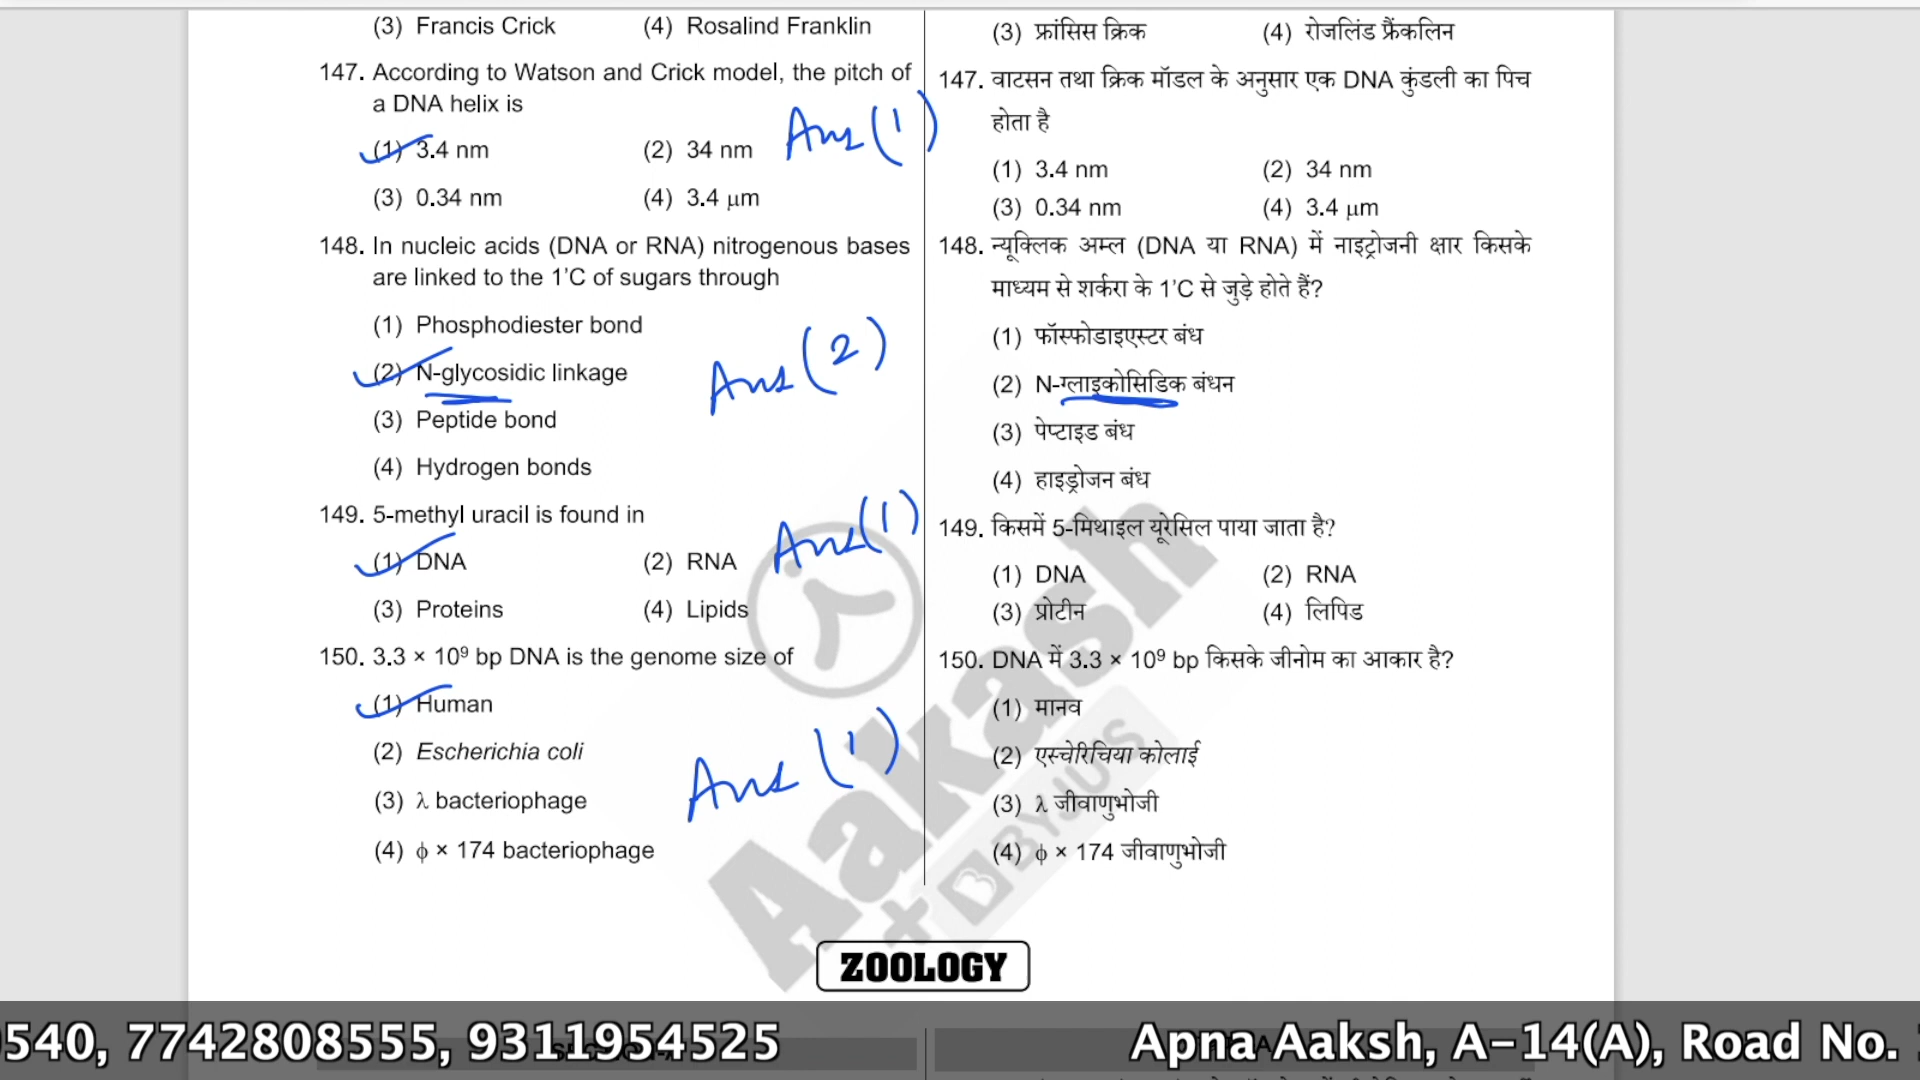 (3) Francis Crick (4) Rosalind Franklin
147. According to Watson and Crick model, the pitch of
a DNA helix is
(1) 3.4 nm (2) 34 nm
Ans (1)
(3) 0.34 nm (4) 3.4 μm
148. In nucleic acids (DNA or RNA) nitrogenous bases
are linked to the 1'C of sugars through
(1) Phosphodiester bond
(2) N-glycosidic linkage
Ans (2)
(3) Peptide bond
(4) Hydrogen bonds
149. 5-methyl uracil is found in
(1) DNA (2) RNA
Ans (1)
(3) Proteins (4) Lipids
150. 3.3 × 10⁹ bp DNA is the genome size of
(1) Human
(2) Escherichia coli
Ans (1)
(3) λ bacteriophage
(4) ϕ × 174 bacteriophage
(3) फ्रांसिस क्रिक (4) रोजलिंड फ्रैंकलिन
147. वाटसन तथा क्रिक मॉडल के अनुसार एक DNA कुंडली का पिच
होता है
(1) 3.4 nm (2) 34 nm
(3) 0.34 nm (4) 3.4 μm
148. न्यूक्लिक अम्ल (DNA या RNA) में नाइट्रोजनी क्षार किसके
माध्यम से शर्करा के 1'C से जुड़े होते हैं?
(1) फॉस्फोडाइएस्टर बंध
(2) N-ग्लाइकोसिडिक बंधन
(3) पेप्टाइड बंध
(4) हाइड्रोजन बंध
149. किसमें 5-मिथाइल यूरेसिल पाया जाता है?
(1) DNA (2) RNA
(3) प्रोटीन (4) लिपिड
150. DNA में 3.3 × 10⁹ bp किसके जीनोम का आकार है?
(1) मानव
(2) एस्चेरिचिया कोलाई
(3) λ जीवाणुभोजी
(4) ϕ × 174 जीवाणुभोजी
Aakash
+ BYJU'S
ZOOLOGY
540, 7742808555, 9311954525 Apna Aaksh, A-14(A), Road No.